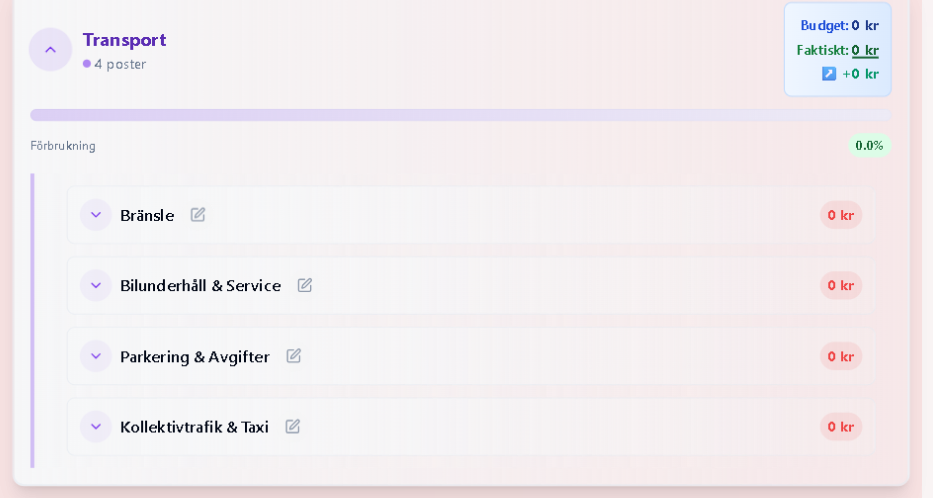 Transport
4 poster
Budget: 0 kr
Faktiskt: 0 kr
↗ +0 kr
Förbrukning
0.0%
Bränsle
0 kr
Bilunderhåll & Service
0 kr
Parkering & Avgifter
0 kr
Kollektivtrafik & Taxi
0 kr